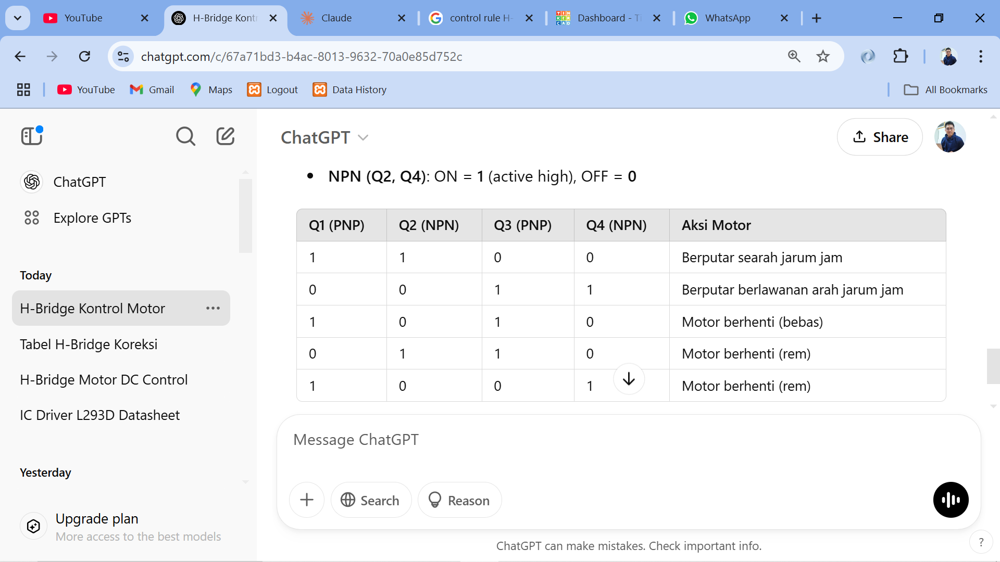 YouTube
H-Bridge Kontr
Claude
control rule H-
Dashboard - Ti
WhatsApp
chatgpt.com/c/67a71bd3-b4ac-8013-9632-70a0e85d752c
YouTube
Gmail
Maps
Logout
Data History
All Bookmarks
ChatGPT
Explore GPTs
Today
H-Bridge Kontrol Motor
Tabel H-Bridge Koreksi
H-Bridge Motor DC Control
IC Driver L293D Datasheet
Yesterday
Upgrade plan
More access to the best models
ChatGPT
Share
• NPN (Q2, Q4): ON = 1 (active high), OFF = 0
Q1 (PNP) Q2 (NPN) Q3 (PNP) Q4 (NPN) Aksi Motor
1 1 0 0 Berputar searah jarum jam
0 0 1 1 Berputar berlawanan arah jarum jam
1 0 1 0 Motor berhenti (bebas)
0 1 1 0 Motor berhenti (rem)
1 0 0 1 Motor berhenti (rem)
Message ChatGPT
Search
Reason
ChatGPT can make mistakes. Check important info.
?